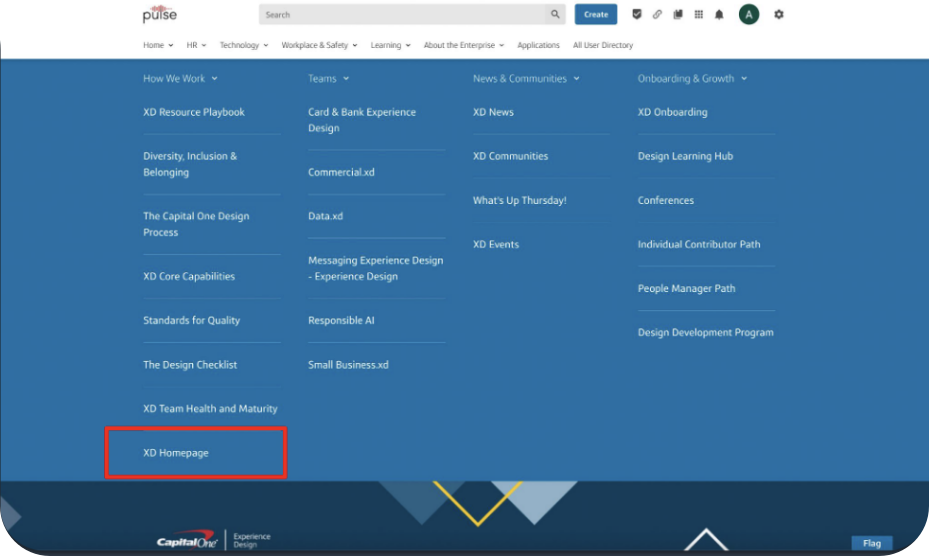 pulse
Search
Create
A
Home HR Technology Workplace & Safety Learning About the Enterprise Applications All User Directory
How We Work
XD Resource Playbook
Diversity, Inclusion &
Belonging
The Capital One Design
Process
XD Core Capabilities
Standards for Quality
The Design Checklist
XD Team Health and Maturity
XD Homepage
Teams
Card & Bank Experience
Design
Commercial.xd
Data.xd
Messaging Experience Design
- Experience Design
Responsible AI
Small Business.xd
News & Communities
XD News
XD Communities
What's Up Thursday!
XD Events
Onboarding & Growth
XD Onboarding
Design Learning Hub
Conferences
Individual Contributor Path
People Manager Path
Design Development Program
Capital One
Experience
Design
Flag